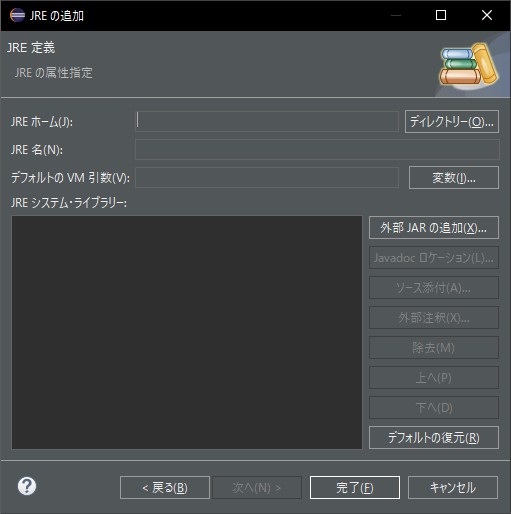 JRE の追加
JRE 定義
JRE の属性指定
JRE ホーム(J):
ディレクトリー(O)...
JRE 名(N):
デフォルトの VM 引数(V):
変数(I)...
JRE システム・ライブラリー:
外部 JAR の追加(X)...
Javadoc ロケーション(L)...
ソース添付(A)...
外部注釈(X)...
除去(M)
上へ(P)
下へ(D)
デフォルトの復元(R)
?
< 戻る(B)
次へ(N) >
完了(F)
キャンセル